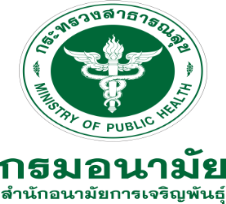 กระทรวงสาธารณสุข
MINISTRY OF PUBLIC HEALTH
กรมอนามัย
สำนักอนามัยการเจริญพันธุ์